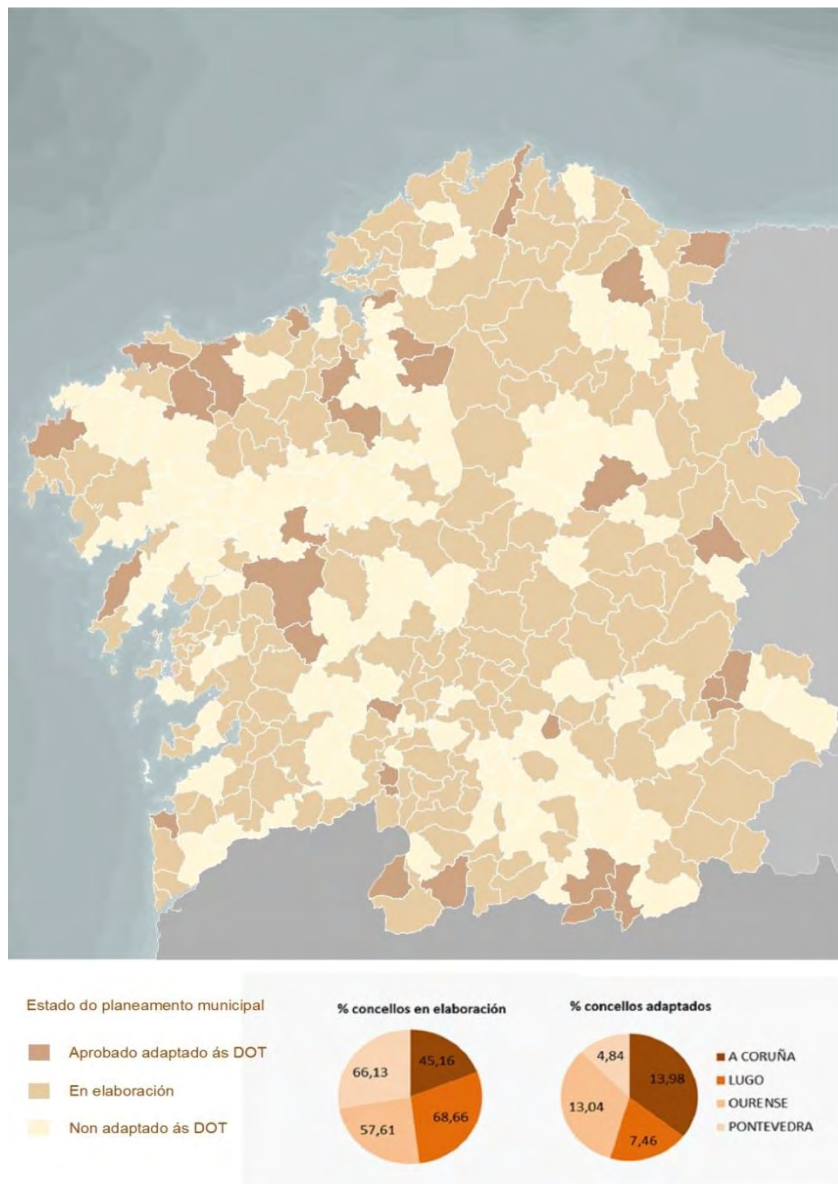 Estado do planeamento municipal
Aprobado adaptado ás DOT
En elaboración
Non adaptado ás DOT
% concellos en elaboración
45,16
68,66
57,61
66,13
% concellos adaptados
13,98
7,46
13,04
4,84
A CORUÑA
LUGO
OURENSE
PONTEVEDRA